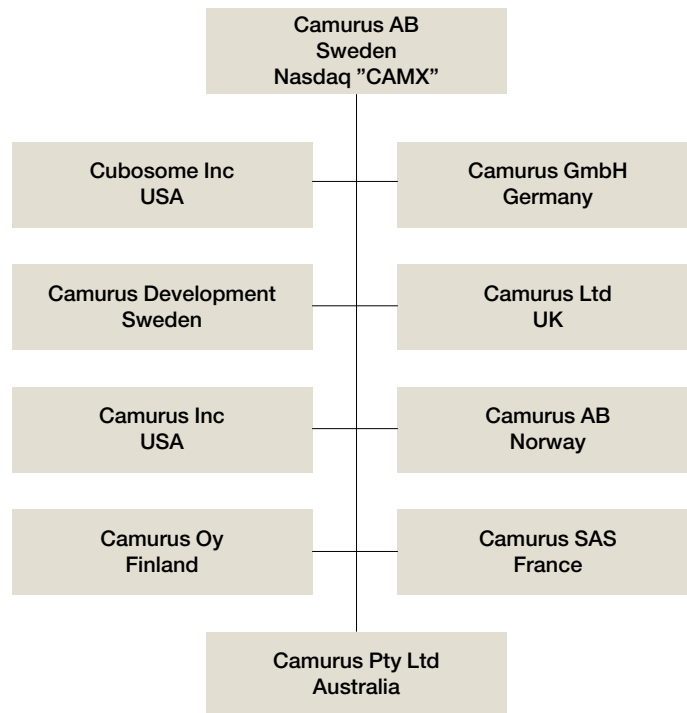 Camurus AB
Sweden
Nasdaq ”CAMX”
Cubosome Inc
USA
Camurus GmbH
Germany
Camurus Development
Sweden
Camurus Ltd
UK
Camurus Inc
USA
Camurus AB
Norway
Camurus Oy
Finland
Camurus SAS
France
Camurus Pty Ltd
Australia